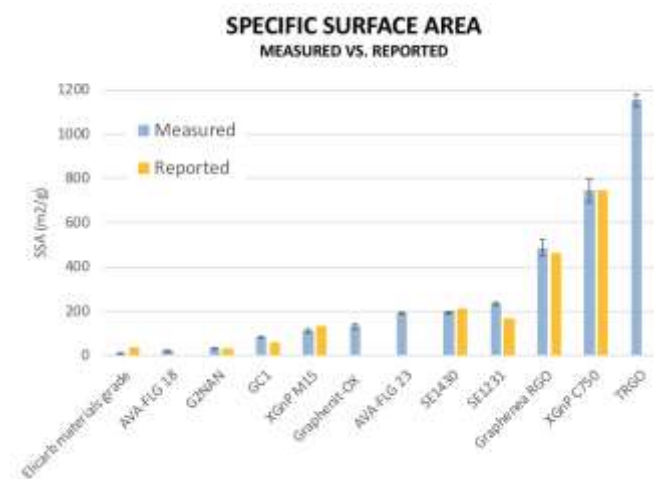 SPECIFIC SURFACE AREA
MEASURED VS. REPORTED
1200
1000
800
600
400
200
0
SSA (m2/g)
Measured
Reported
Elicarb materials grade
AVA-FLG 18
G2NAN
GC1
XGnP M15
Graphenit-Ox
AVA-FLG 23
SE1430
SE1231
Graphenea RGO
XGnP C750
TRGO